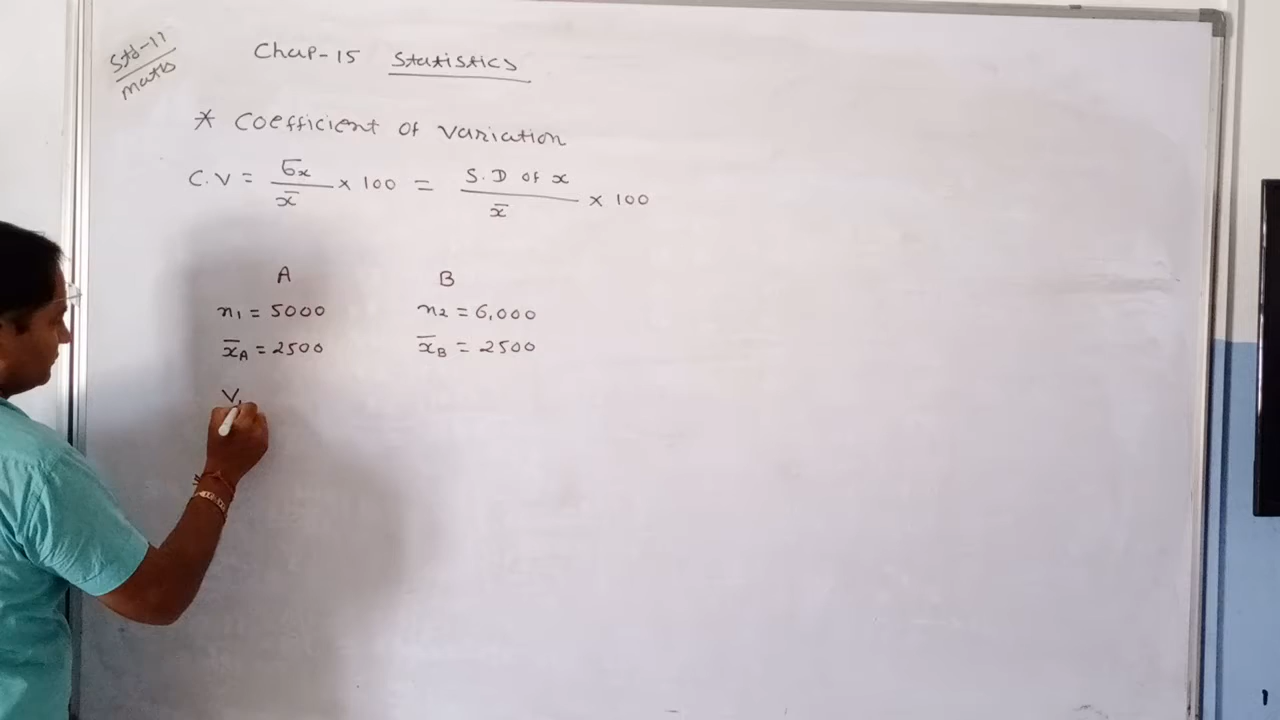 Std-11
maths
Chap-15 Statistics
* Coefficient of variation
C.V = σx / x̄ × 100 = S.D of x / x̄ × 100
A B
n₁ = 5000 n₂ = 6,000
x̄A = 2500 x̄B = 2500
V